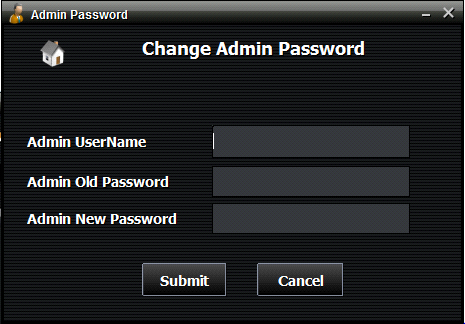 Admin Password
Change Admin Password
Admin UserName
Admin Old Password
Admin New Password
Submit Cancel